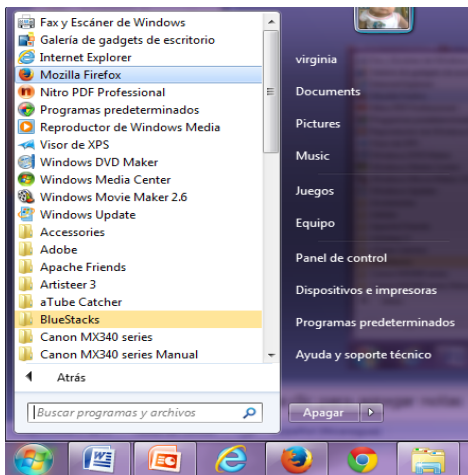 Fax y Escáner de Windows
Galería de gadgets de escritorio
Internet Explorer
Mozilla Firefox
Nitro PDF Professional
Programas predeterminados
Reproductor de Windows Media
Visor de XPS
Windows DVD Maker
Windows Media Center
Windows Movie Maker 2.6
Windows Update
Accessories
Adobe
Apache Friends
Artisteer 3
aTube Catcher
BlueStacks
Canon MX340 series
Canon MX340 series Manual
Atrás
Buscar programas y archivos
virginia
Documents
Pictures
Music
Juegos
Equipo
Panel de control
Dispositivos e impresoras
Programas predeterminados
Ayuda y soporte técnico
Apagar